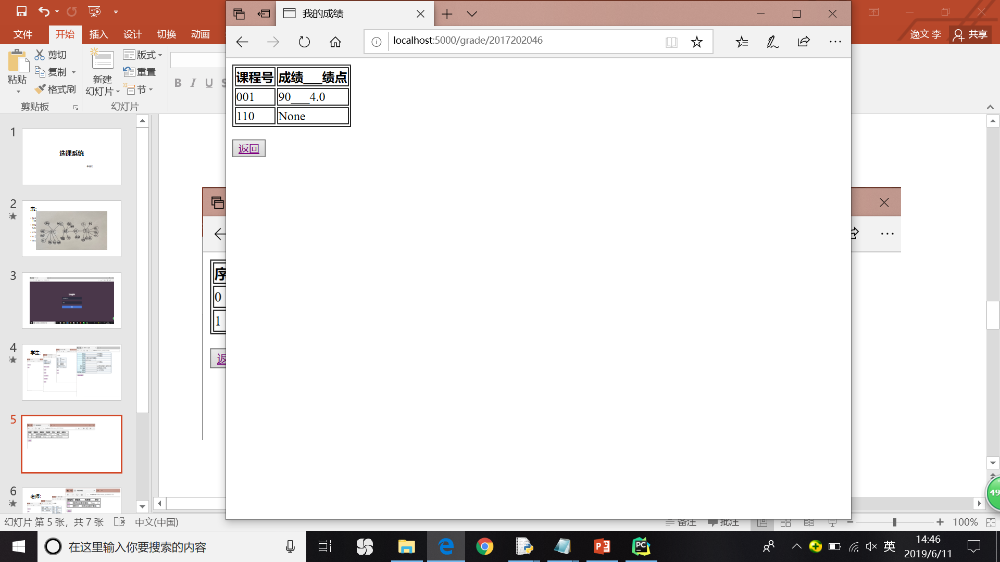 我的成绩
localhost:5000/grade/2017202046
课程号 成绩___绩点
001 90___4.0
110 None
返回
文件 开始 插入 设计 切换 动画
逸文 李 共享
粘贴 剪切 复制 格式刷
剪贴板
新建
幻灯片
版式
重置
节
幻灯片
B I U S
1
选课系统
2
表:
3
Login
4
学生:
5
6
老师:
序
0
1
返
49
幻灯片 第 5 张，共 7 张 中文(中国)
备注 批注 100%
在这里输入你要搜索的内容
英
14:46
2019/6/11